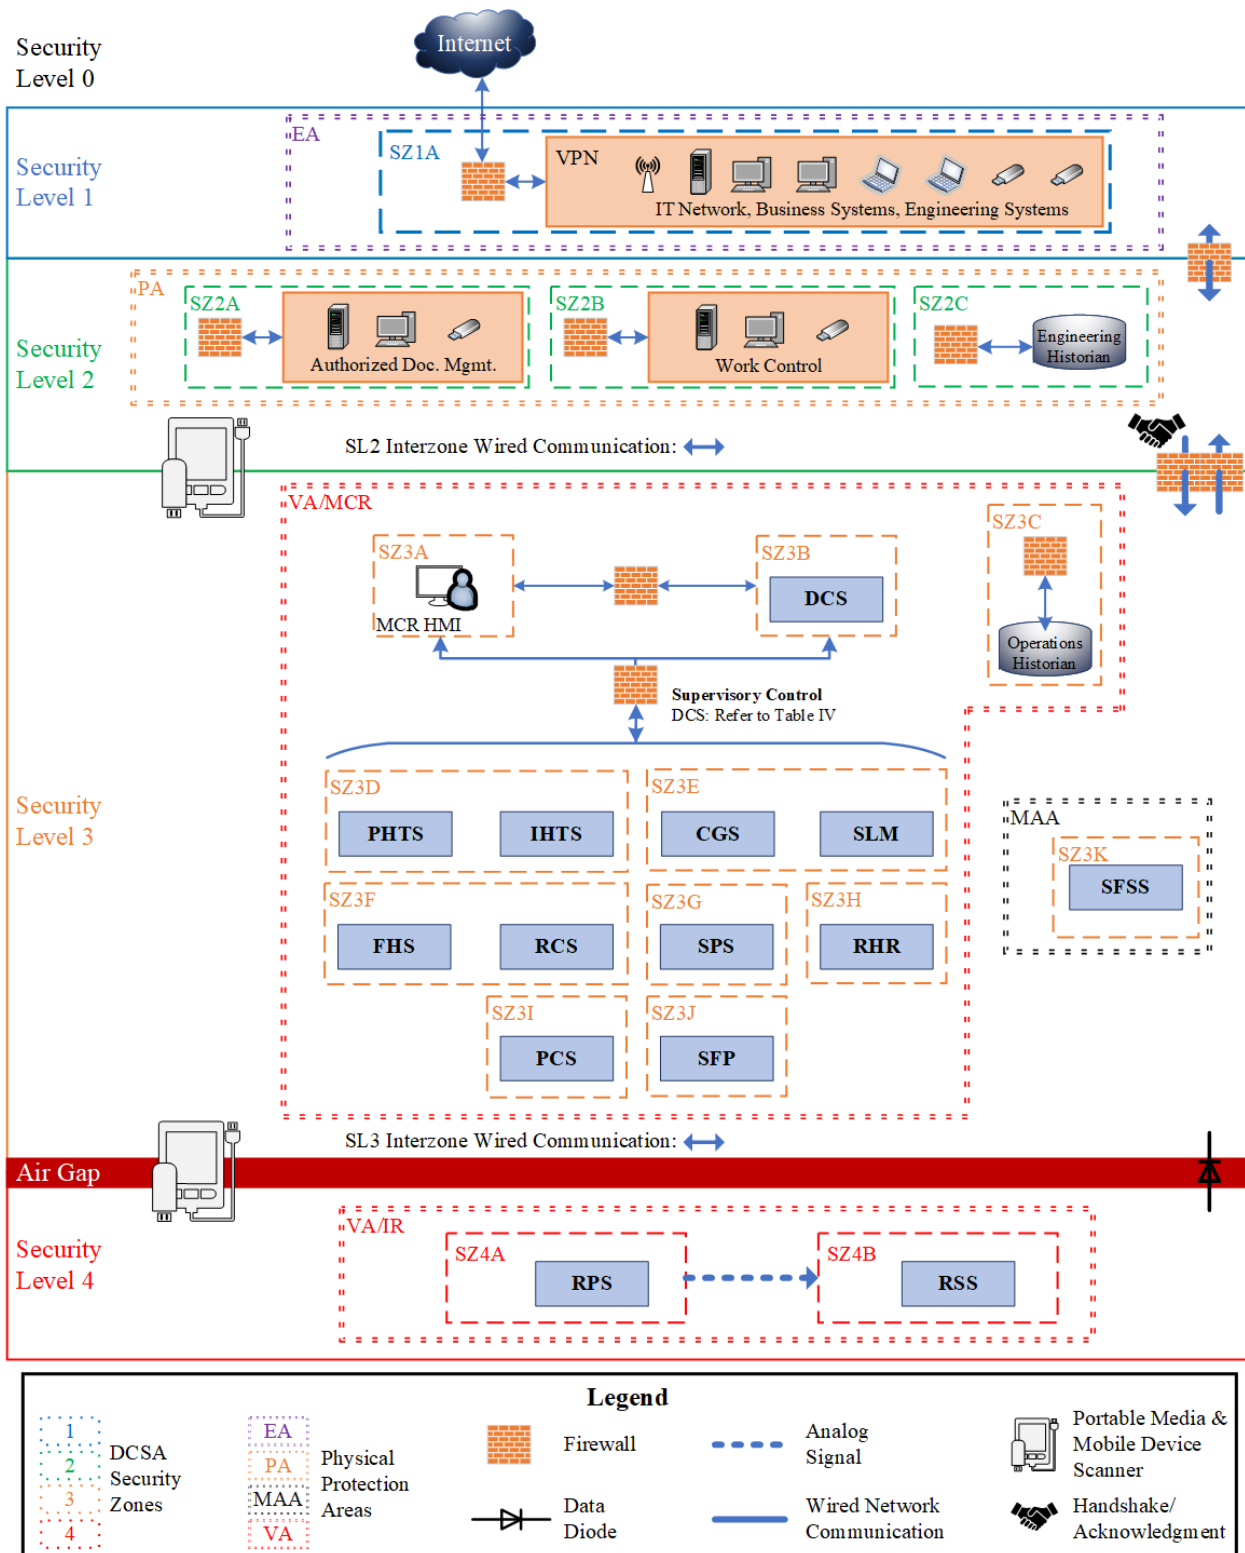 Security
Level 0
Internet
Security
Level 1
EA
SZ1A
VPN
IT Network, Business Systems, Engineering Systems
Security
Level 2
PA
SZ2A
Authorized Doc. Mgmt.
SZ2B
Work Control
SZ2C
Engineering
Historian
SL2 Interzone Wired Communication:
Security
Level 3
VA/MCR
SZ3A
MCR HMI
SZ3B
DCS
SZ3C
Operations
Historian
Supervisory Control
DCS: Refer to Table IV
SZ3D
PHTS
IHTS
SZ3E
CGS
SLM
SZ3F
FHS
RCS
SZ3G
SPS
SZ3H
RHR
SZ3I
PCS
SZ3J
SFP
MAA
SZ3K
SFSS
SL3 Interzone Wired Communication:
Air Gap
Security
Level 4
VA/IR
SZ4A
RPS
SZ4B
RSS
Legend
1
2
3
4
DCSA
Security
Zones
EA
PA
MAA
VA
Physical
Protection
Areas
Firewall
Data
Diode
Analog
Signal
Wired Network
Communication
Portable Media &
Mobile Device
Scanner
Handshake/
Acknowledgment